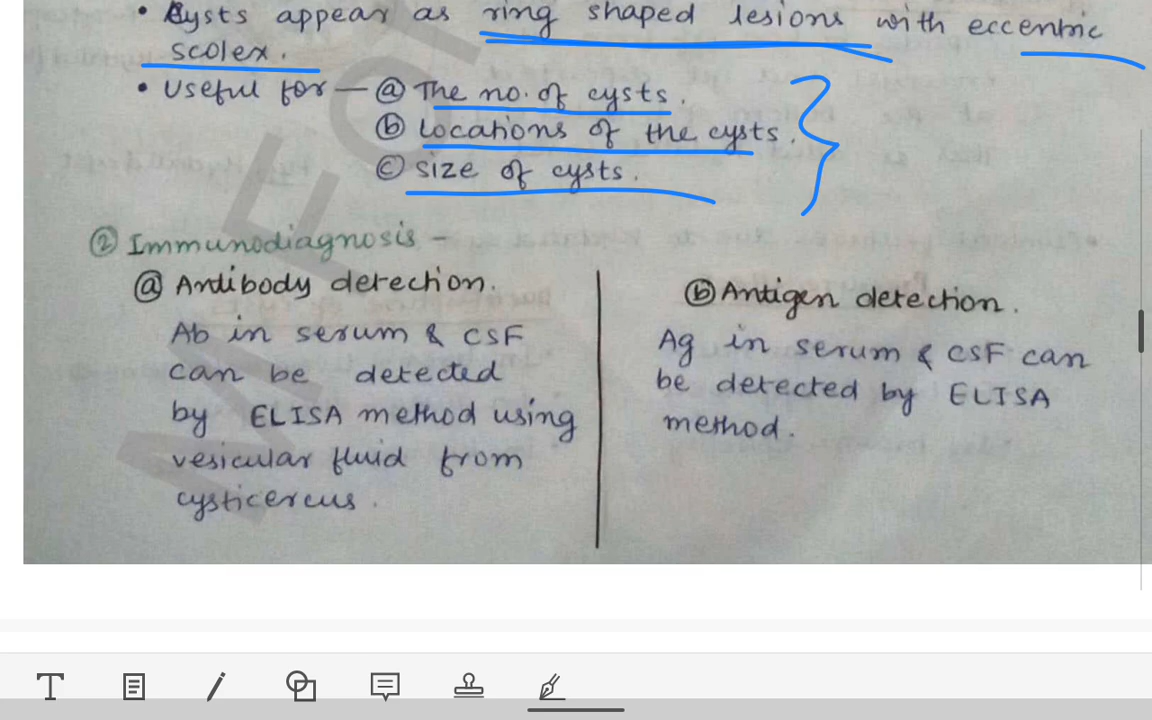 • Cysts appear as ring shaped lesions with eccentric
scolex.
• Useful for — ⓐ The no. of cysts.
ⓑ Locations of the cysts.
ⓒ size of cysts.
② Immunodiagnosis -
ⓐ Antibody detection.
Ab in serum & CSF
can be detected
by ELISA method using
vesicular fluid from
cysticercus.
ⓑ Antigen detection.
Ag in serum & CSF can
be detected by ELISA
method.
T